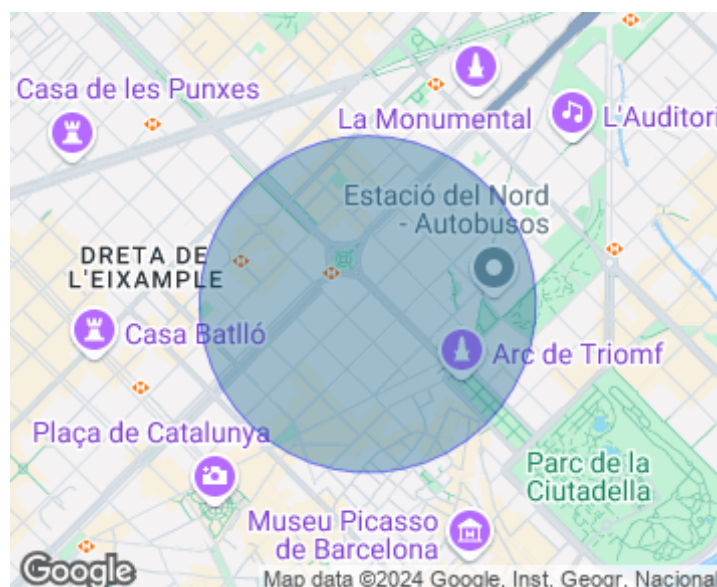 Casa de les Punxes
La Monumental
L'Auditori
Estació del Nord
- Autobusos
DRETA DE
L'EIXAMPLE
Casa Batlló
Arc de Triomf
Plaça de Catalunya
Parc de la
Ciutadella
Museu Picasso
de Barcelona
Google
Map data ©2024 Google, Inst. Geogr. Nacional